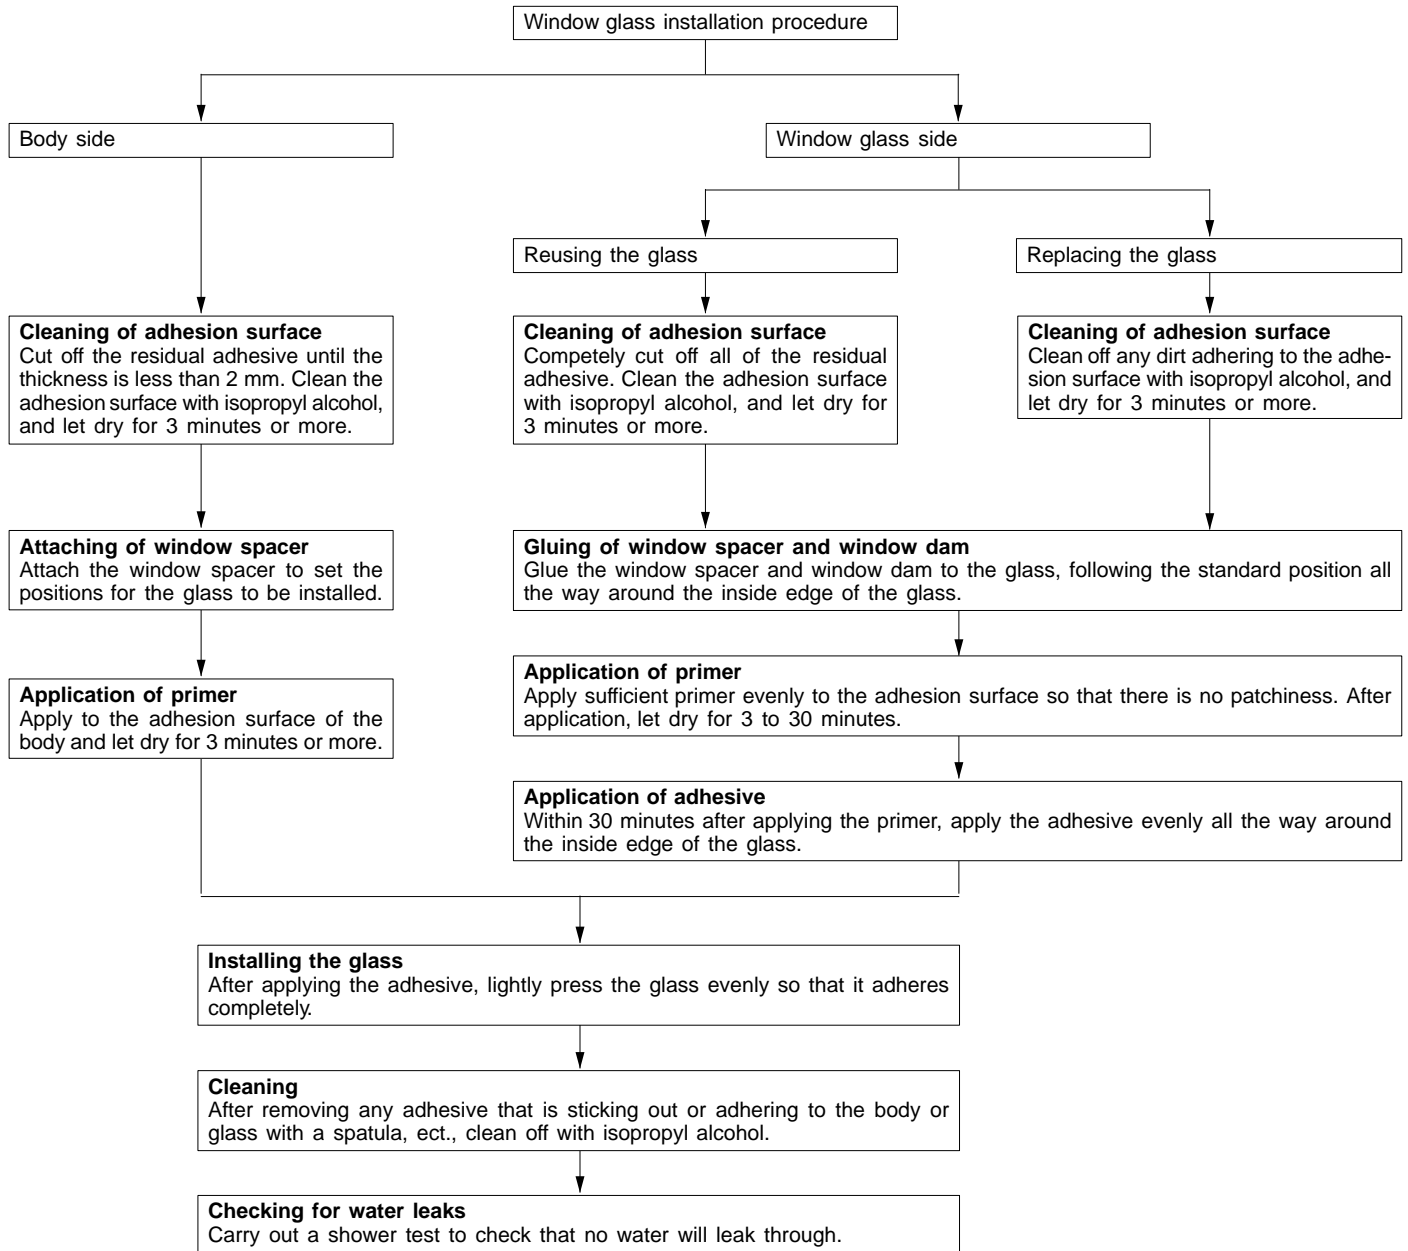 Window glass installation procedure
Body side
Window glass side
Reusing the glass
Replacing the glass
Cleaning of adhesion surface
Cut off the residual adhesive until the
thickness is less than 2 mm. Clean the
adhesion surface with isopropyl alcohol,
and let dry for 3 minutes or more.
Cleaning of adhesion surface
Competely cut off all of the residual
adhesive. Clean the adhesion surface
with isopropyl alcohol, and let dry for
3 minutes or more.
Cleaning of adhesion surface
Clean off any dirt adhering to the adhe-
sion surface with isopropyl alcohol, and
let dry for 3 minutes or more.
Attaching of window spacer
Attach the window spacer to set the
positions for the glass to be installed.
Gluing of window spacer and window dam
Glue the window spacer and window dam to the glass, following the standard position all
the way around the inside edge of the glass.
Application of primer
Apply to the adhesion surface of the
body and let dry for 3 minutes or more.
Application of primer
Apply sufficient primer evenly to the adhesion surface so that there is no patchiness. After
application, let dry for 3 to 30 minutes.
Application of adhesive
Within 30 minutes after applying the primer, apply the adhesive evenly all the way around
the inside edge of the glass.
Installing the glass
After applying the adhesive, lightly press the glass evenly so that it adheres
completely.
Cleaning
After removing any adhesive that is sticking out or adhering to the body or
glass with a spatula, ect., clean off with isopropyl alcohol.
Checking for water leaks
Carry out a shower test to check that no water will leak through.